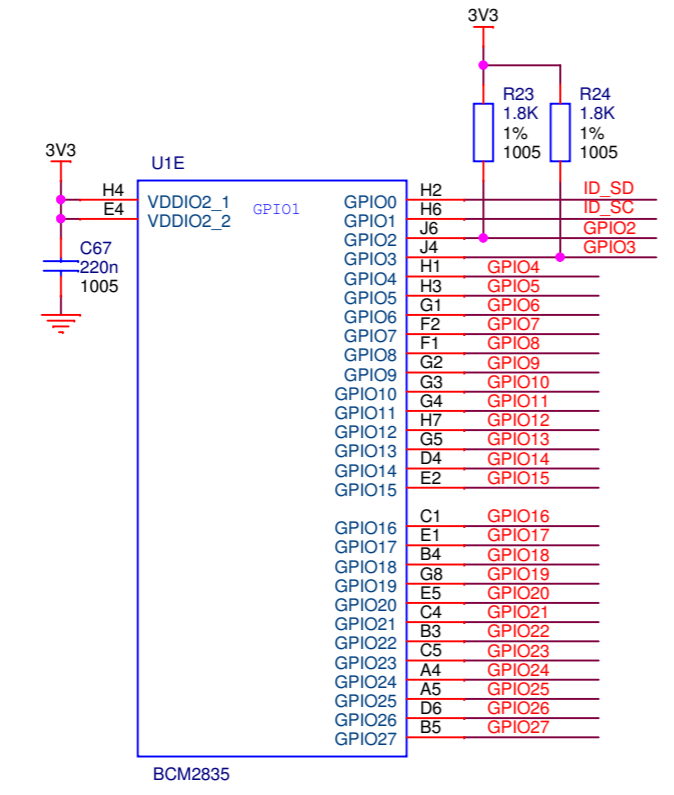 3V3
R23
1.8K
1%
1005
R24
1.8K
1%
1005
3V3
U1E
H4
E4
VDDIO2_1
VDDIO2_2
GPIO1
C67
220n
1005
GPIO0 H2 ID_SD
GPIO1 H6 ID_SC
GPIO2 J6 GPIO2
GPIO3 J4 GPIO3
GPIO4 H1 GPIO4
GPIO5 H3 GPIO5
GPIO6 G1 GPIO6
GPIO7 F2 GPIO7
GPIO8 F1 GPIO8
GPIO9 G2 GPIO9
GPIO10 G3 GPIO10
GPIO11 G4 GPIO11
GPIO12 H7 GPIO12
GPIO13 G5 GPIO13
GPIO14 D4 GPIO14
GPIO15 E2 GPIO15
GPIO16 C1 GPIO16
GPIO17 E1 GPIO17
GPIO18 B4 GPIO18
GPIO19 G8 GPIO19
GPIO20 E5 GPIO20
GPIO21 C4 GPIO21
GPIO22 B3 GPIO22
GPIO23 C5 GPIO23
GPIO24 A4 GPIO24
GPIO25 A5 GPIO25
GPIO26 D6 GPIO26
GPIO27 B5 GPIO27
BCM2835